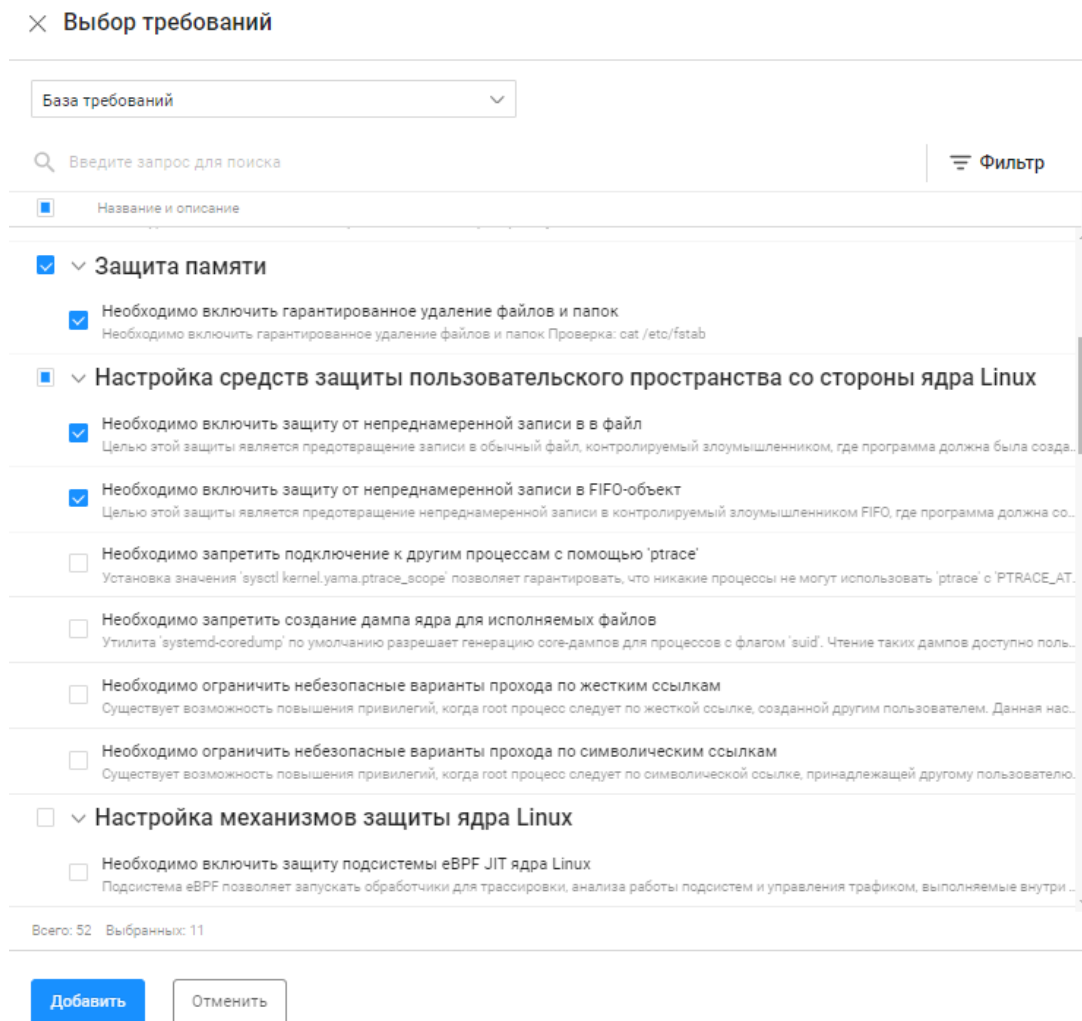 Выбор требований
База требований
Введите запрос для поиска
Фильтр
Название и описание
Защита памяти
Необходимо включить гарантированное удаление файлов и папок
Необходимо включить гарантированное удаление файлов и папок Проверка: cat /etc/fstab
Настройка средств защиты пользовательского пространства со стороны ядра Linux
Необходимо включить защиту от непреднамеренной записи в в файл
Целью этой защиты является предотвращение записи в обычный файл, контролируемый злоумышленником, где программа должна была созда...
Необходимо включить защиту от непреднамеренной записи в FIFO-объект
Целью этой защиты является предотвращение непреднамеренной записи в контролируемый злоумышленником FIFO, где программа должна со...
Необходимо запретить подключение к другим процессам с помощью 'ptrace'
Установка значения 'sysctl kernel.yama.ptrace_scope' позволяет гарантировать, что никакие процессы не могут использовать 'ptrace' с 'PTRACE_AT...
Необходимо запретить создание дампа ядра для исполняемых файлов
Утилита 'systemd-coredump' по умолчанию разрешает генерацию core-дампов для процессов с флагом 'suid'. Чтение таких дампов доступно поль...
Необходимо ограничить небезопасные варианты прохода по жестким ссылкам
Существует возможность повышения привилегий, когда root процесс следует по жесткой ссылке, созданной другим пользователем. Данная нас...
Необходимо ограничить небезопасные варианты прохода по символическим ссылкам
Существует возможность повышения привилегий, когда root процесс следует по символической ссылке, принадлежащей другому пользователю.
Настройка механизмов защиты ядра Linux
Необходимо включить защиту подсистемы eBPF JIT ядра Linux
Подсистема eBPF позволяет запускать обработчики для трассировки, анализа работы подсистем и управления трафиком, выполняемые внутри ...
Всего: 52 Выбранных: 11
Добавить
Отменить